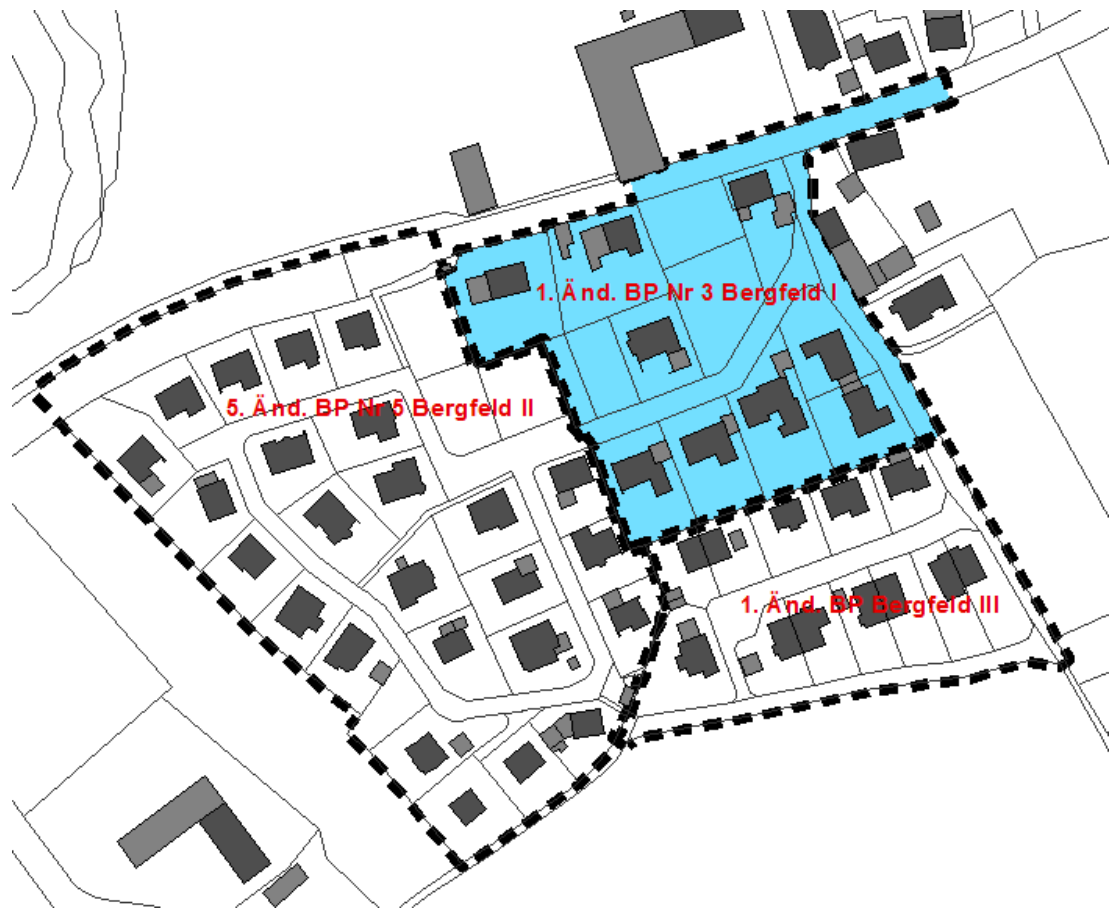 1. Änd. BP Nr 3 Bergfeld I
5. Änd. BP Nr 5 Bergfeld II
1. Änd. BP Bergfeld III